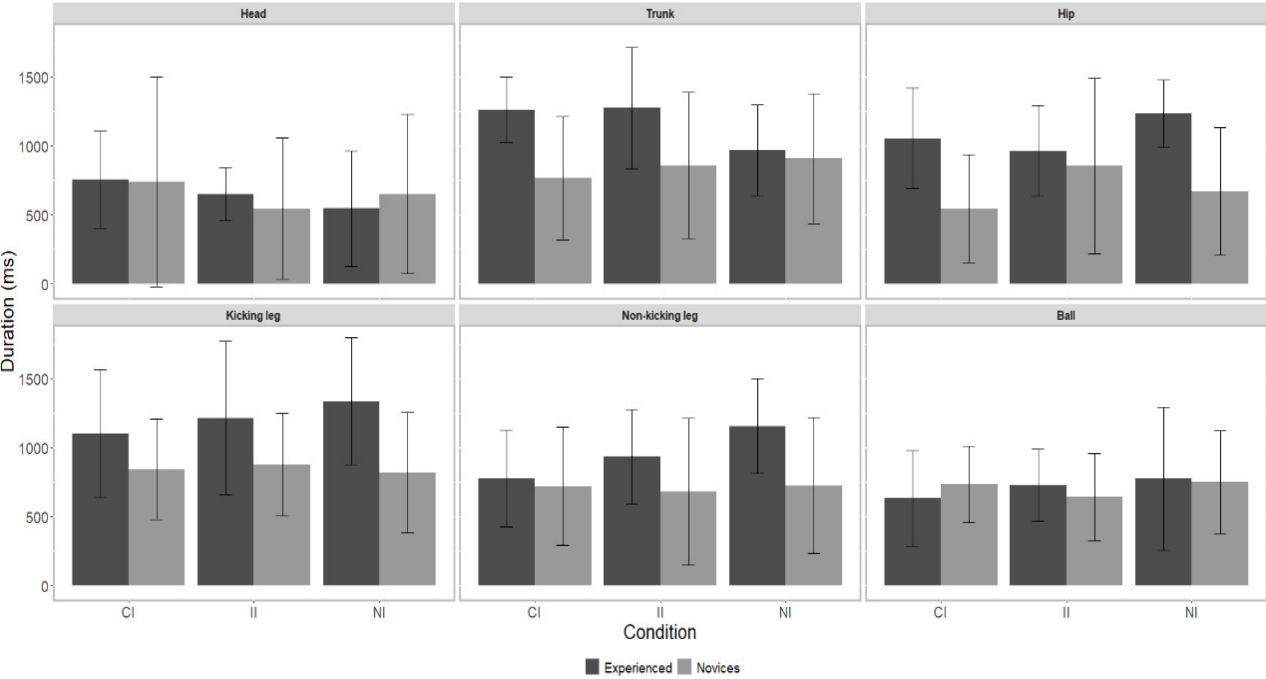 Head Trunk Hip
1500
1000
500
0
Kicking leg Non-kicking leg Ball
Duration (ms)
1500
1000
500
0
CI II NI CI II NI CI II NI
Condition
Experienced Novices